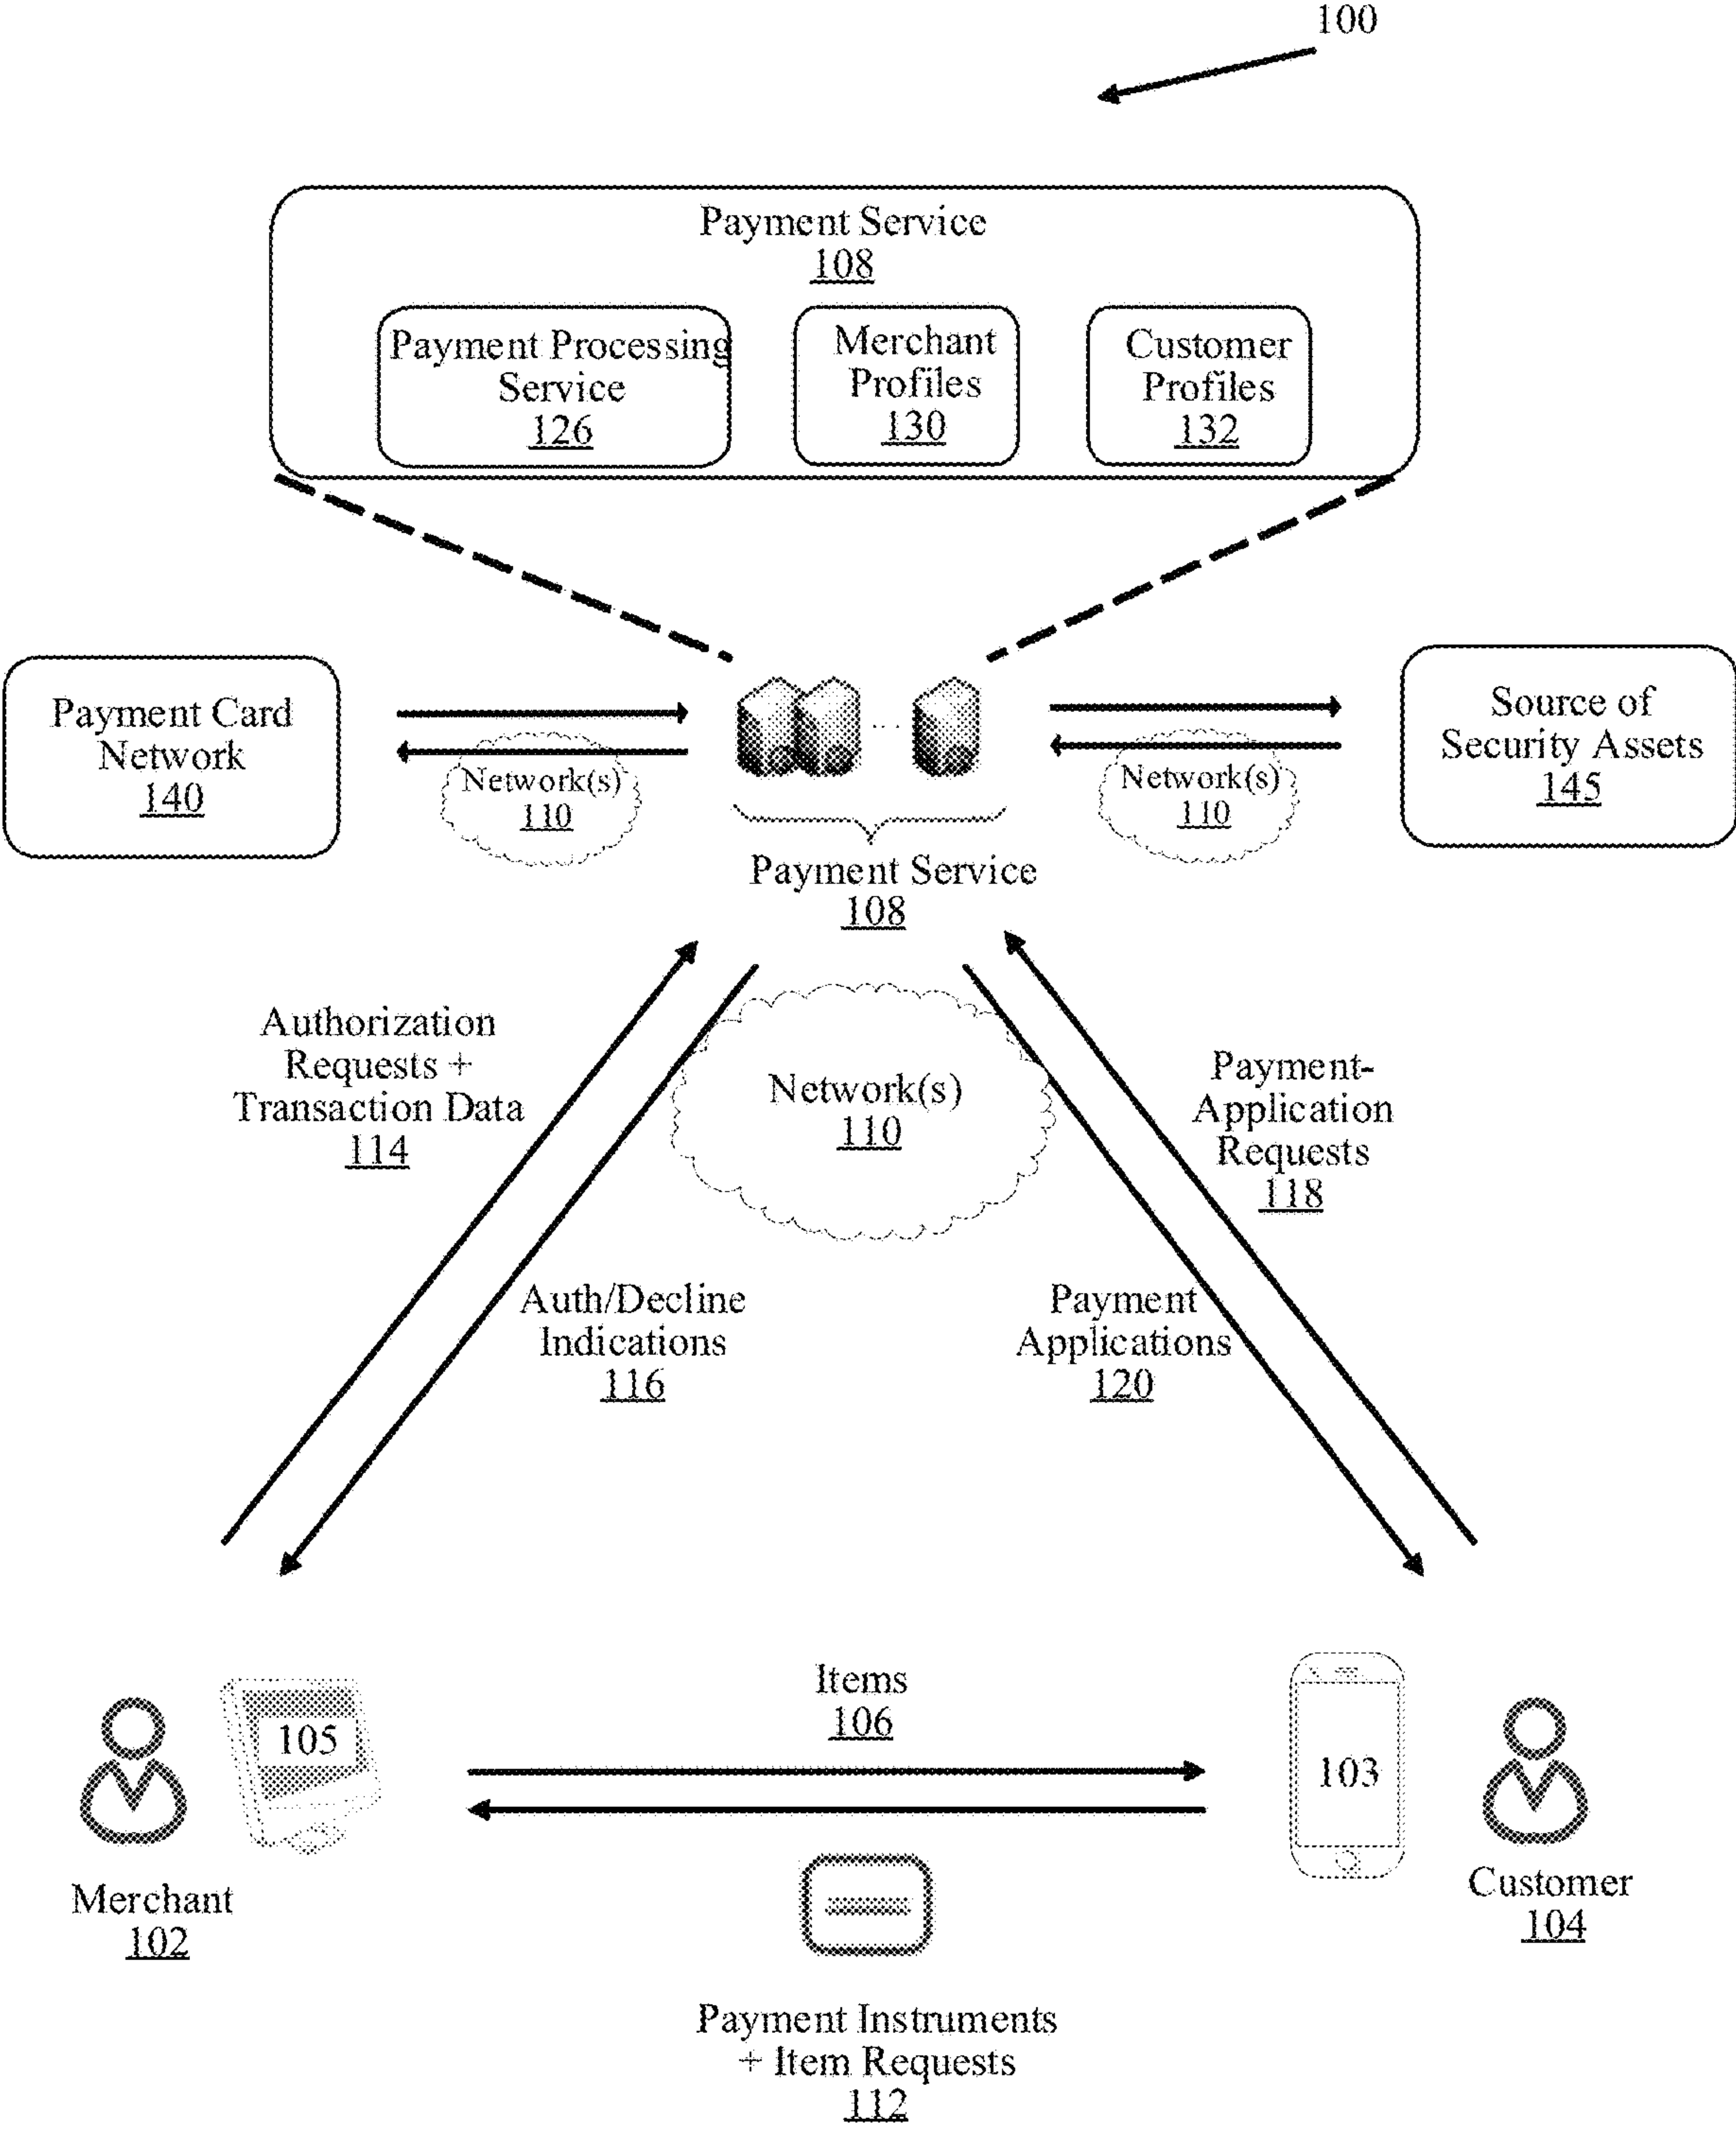 100
Payment Service
108
Payment Processing
Service
126
Merchant
Profiles
130
Customer
Profiles
132
Payment Card
Network
140
Network(s)
110
Network(s)
110
Source of
Security Assets
145
Payment Service
108
Authorization
Requests +
Transaction Data
114
Network(s)
110
Payment-
Application
Requests
118
Auth/Decline
Indications
116
Payment
Applications
120
Items
106
105
103
Merchant
102
Customer
104
Payment Instruments
+ Item Requests
112